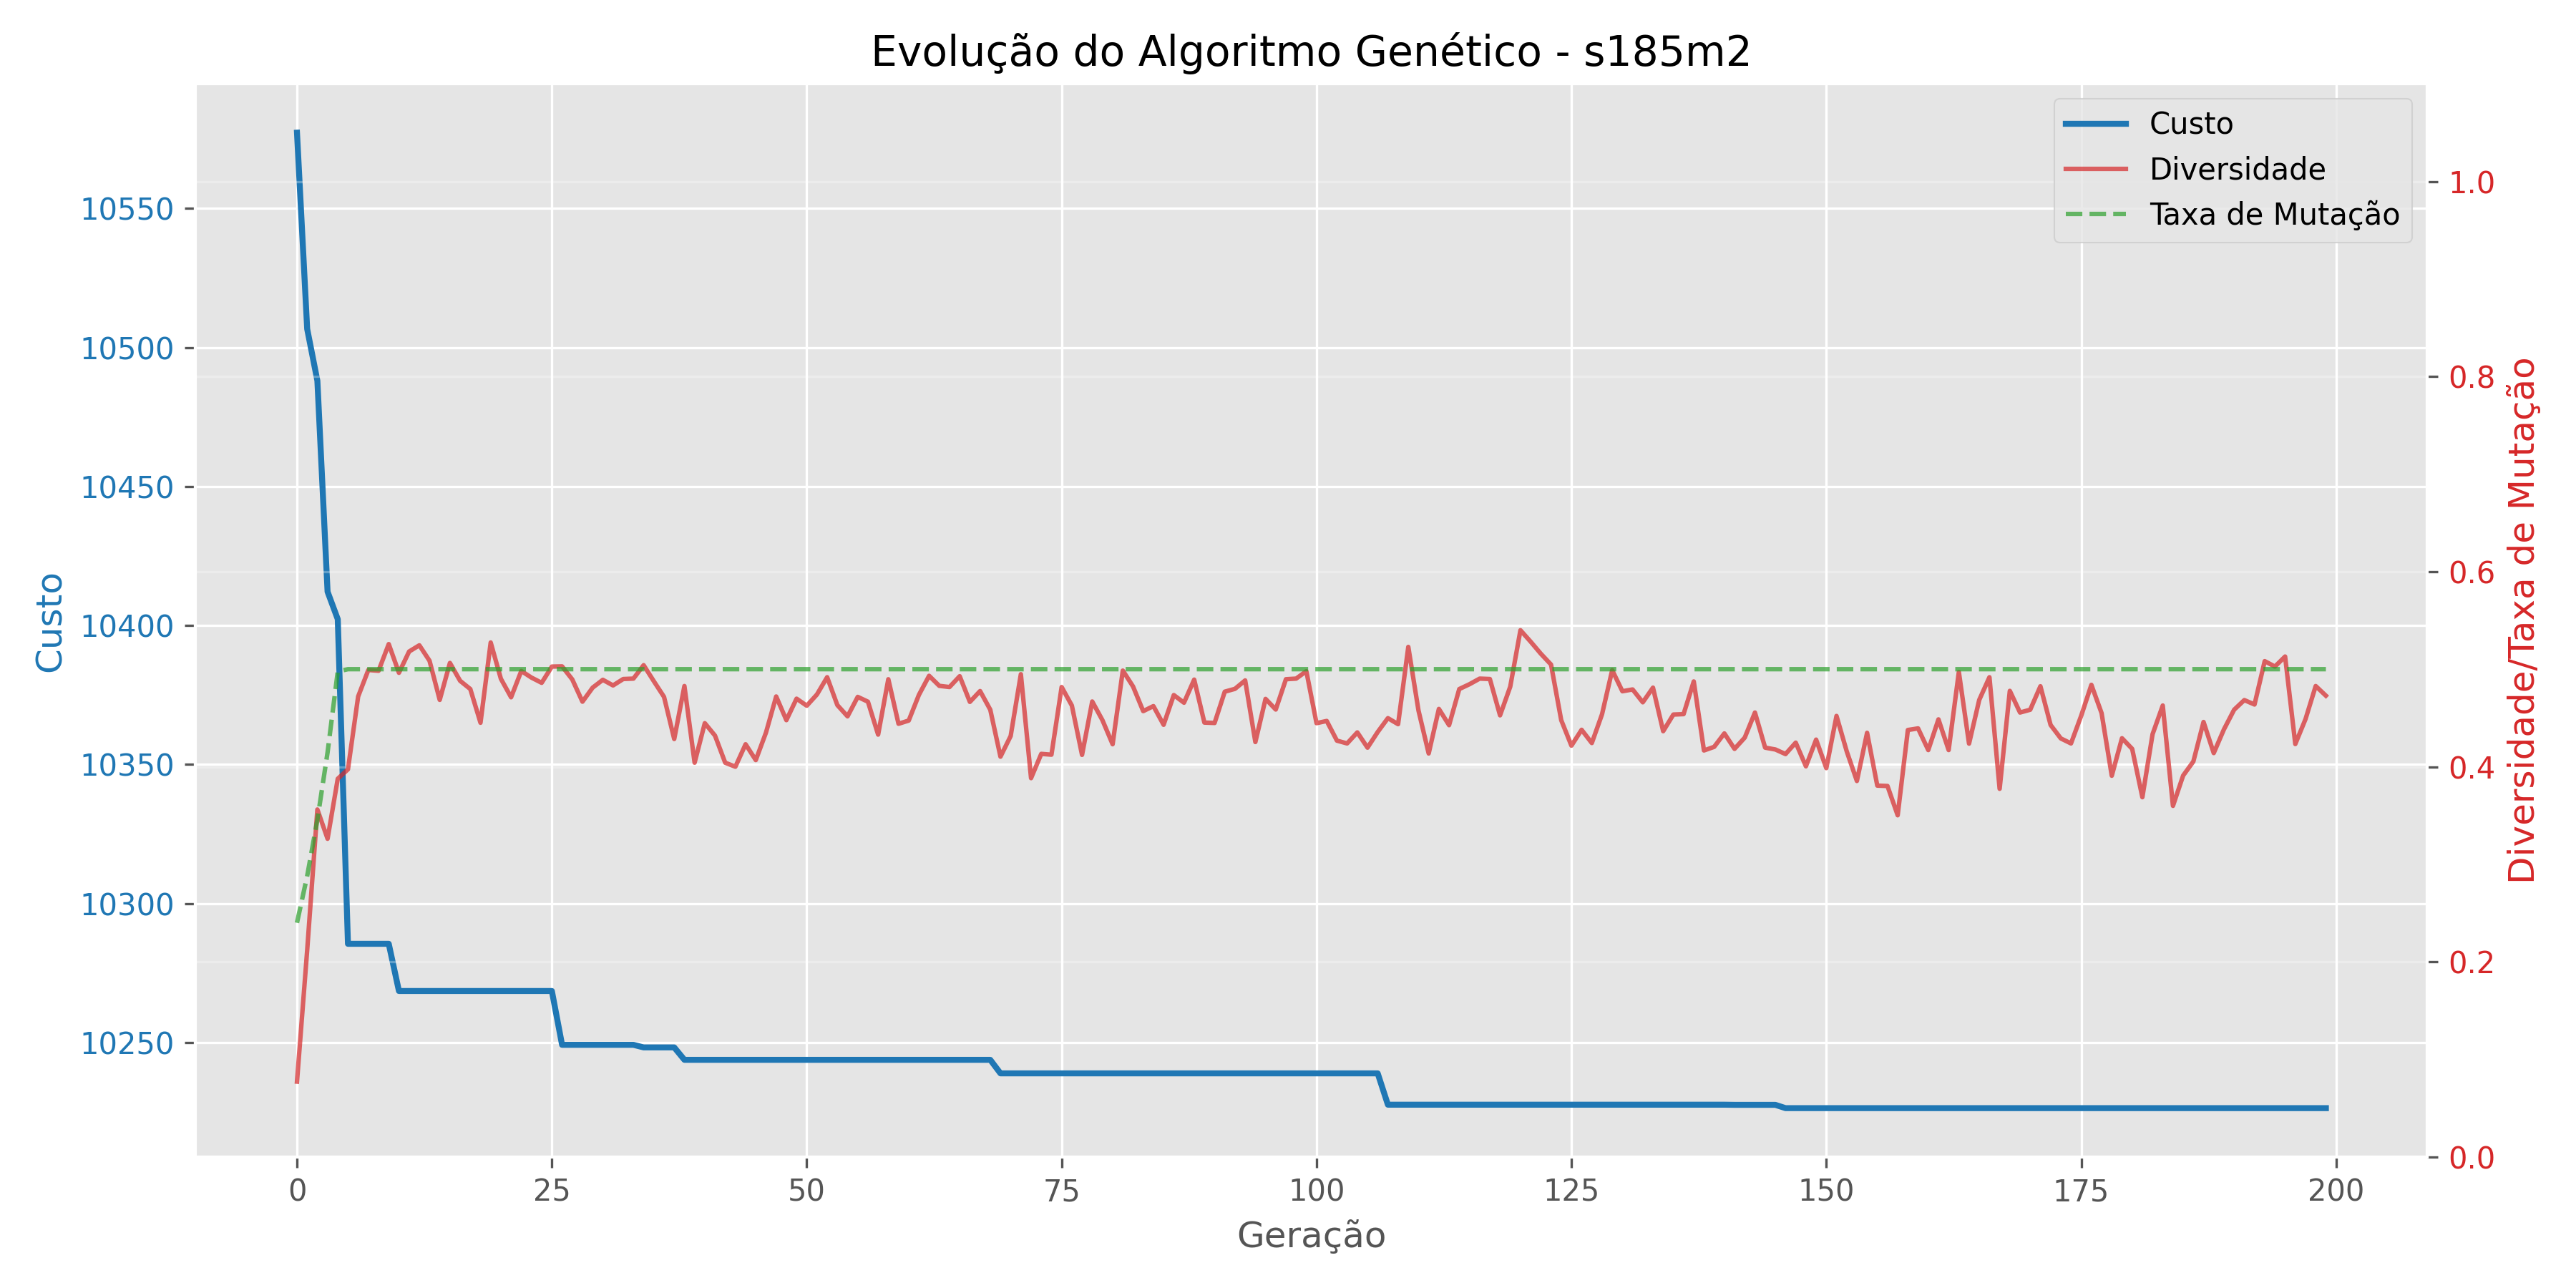 Evolução do Algoritmo Genético - s185m2
Custo
Diversidade
Taxa de Mutação
10550
10500
10450
10400
10350
10300
10250
Custo
1.0
0.8
0.6
0.4
0.2
0.0
Diversidade/Taxa de Mutação
0 25 50 75 100 125 150 175 200
Geração